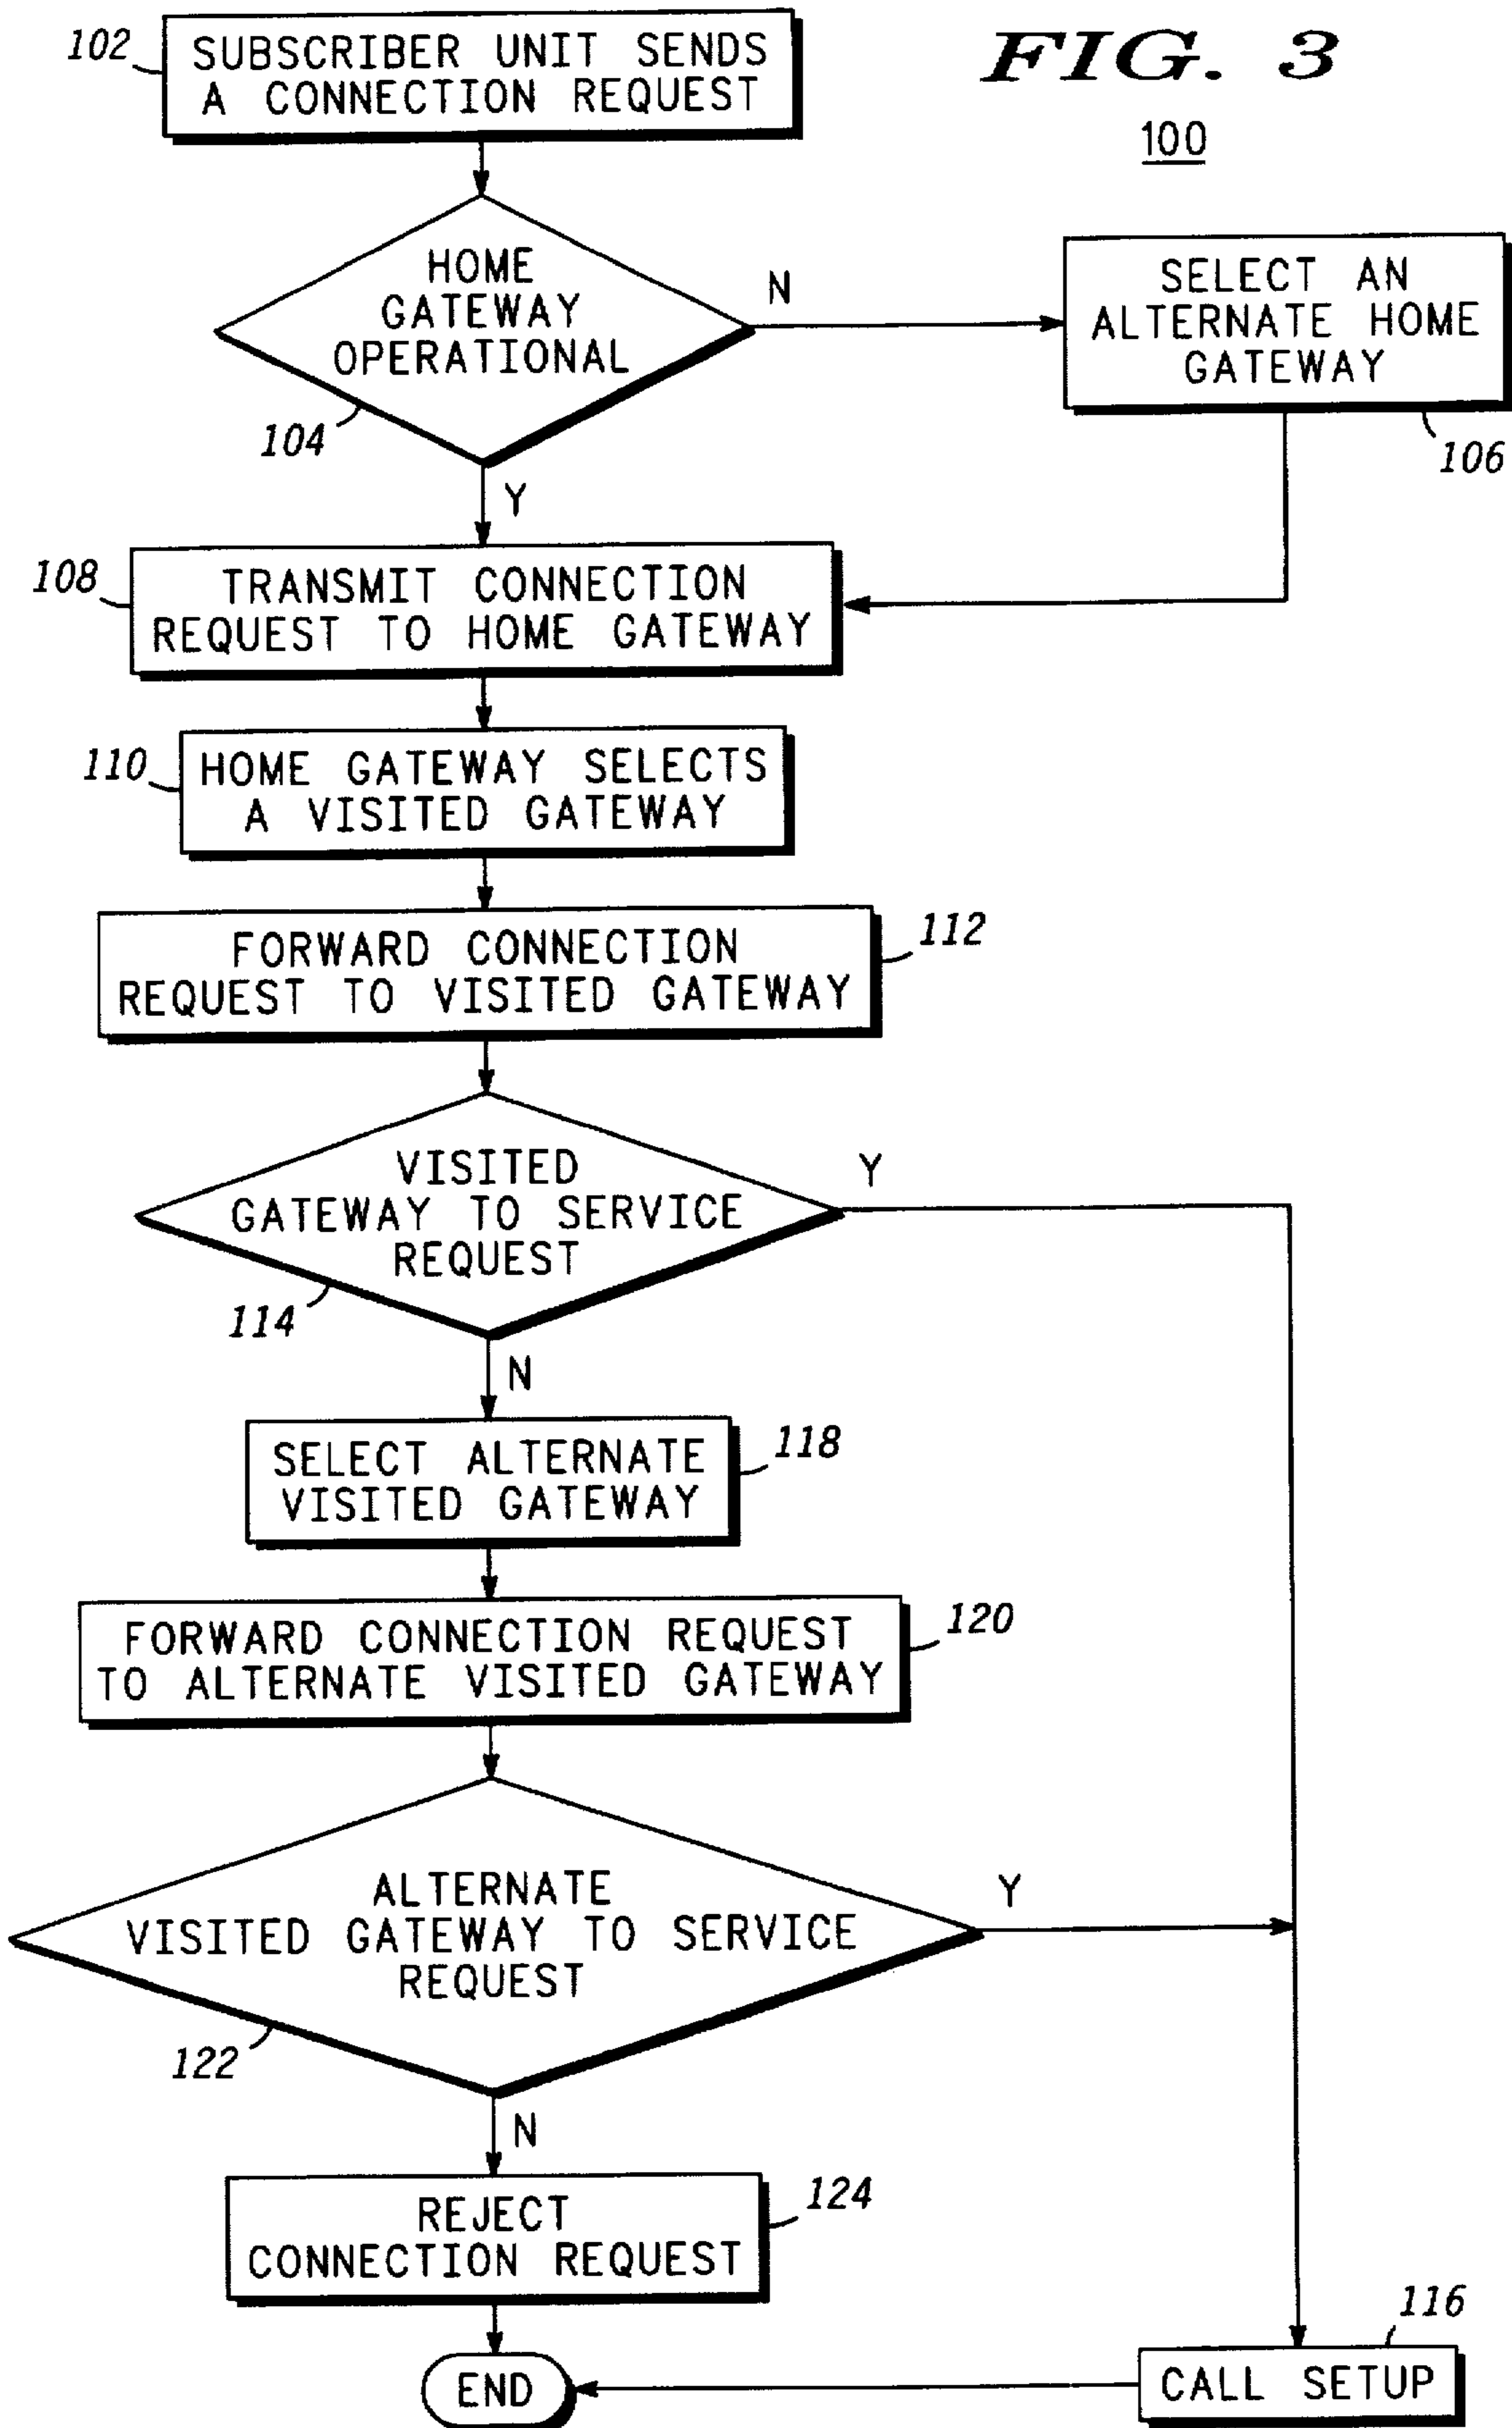 FIG. 3
100
102
SUBSCRIBER UNIT SENDS
A CONNECTION REQUEST
HOME
GATEWAY
OPERATIONAL
104
N
SELECT AN
ALTERNATE HOME
GATEWAY
106
Y
108
TRANSMIT CONNECTION
REQUEST TO HOME GATEWAY
110
HOME GATEWAY SELECTS
A VISITED GATEWAY
FORWARD CONNECTION
REQUEST TO VISITED GATEWAY
112
VISITED
GATEWAY TO SERVICE
REQUEST
114
Y
N
SELECT ALTERNATE
VISITED GATEWAY
118
FORWARD CONNECTION REQUEST
TO ALTERNATE VISITED GATEWAY
120
ALTERNATE
VISITED GATEWAY TO SERVICE
REQUEST
122
Y
N
REJECT
CONNECTION REQUEST
124
116
CALL SETUP
END